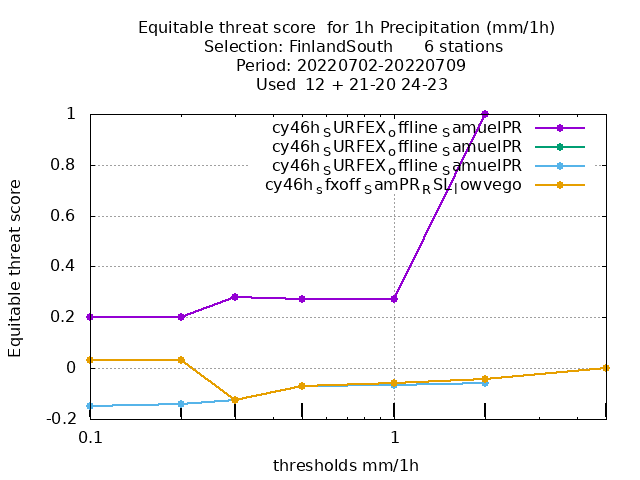 Equitable threat score  for 1h Precipitation (mm/1h)
Selection: FinlandSouth      6 stations
Period: 20220702-20220709
Used  12 + 21-20 24-23
1
0.8
0.6
0.4
0.2
0
-0.2
0.1
1
Equitable threat score
thresholds mm/1h
cy46h_SURFEX_offline_SamuelPR
cy46h_SURFEX_offline_SamuelPR
cy46h_SURFEX_offline_SamuelPR
cy46h_sfxoff_SamPR_RSL_lowvego